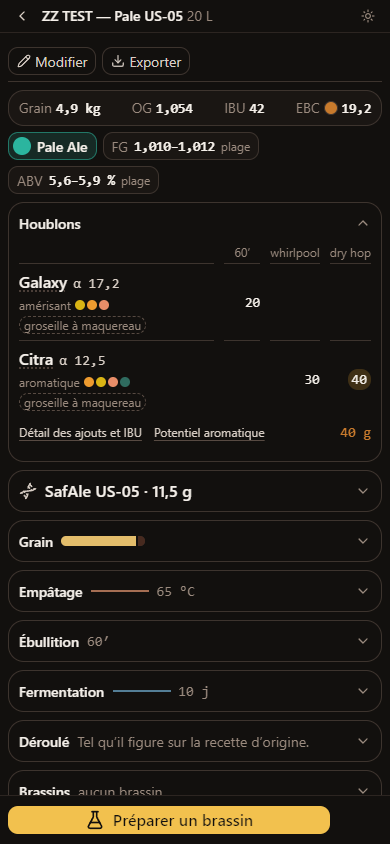 ZZ TEST — Pale US-05 20 L
Modifier Exporter
Grain 4,9 kg OG 1,054 IBU 42 EBC 19,2
Pale Ale FG 1,010–1,012 plage
ABV 5,6–5,9 % plage
Houblons
60′ whirlpool dry hop
Galaxy α 17,2
amérisant 20
groseille à maquereau
Citra α 12,5
aromatique 30 40
groseille à maquereau
Détail des ajouts et IBU Potentiel aromatique 40 g
SafAle US-05 · 11,5 g
Grain
Empâtage 65 °C
Ébullition 60′
Fermentation 10 j
Déroulé Tel qu'il figure sur la recette d'origine.
Brassins aucun brassin
Préparer un brassin